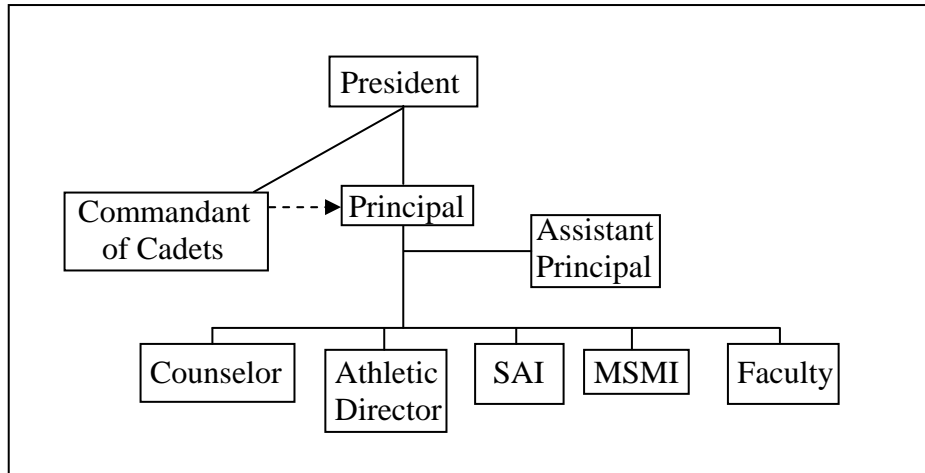 President
Commandant
of Cadets
Principal
Assistant
Principal
Counselor
Athletic
Director
SAI
MSMI
Faculty